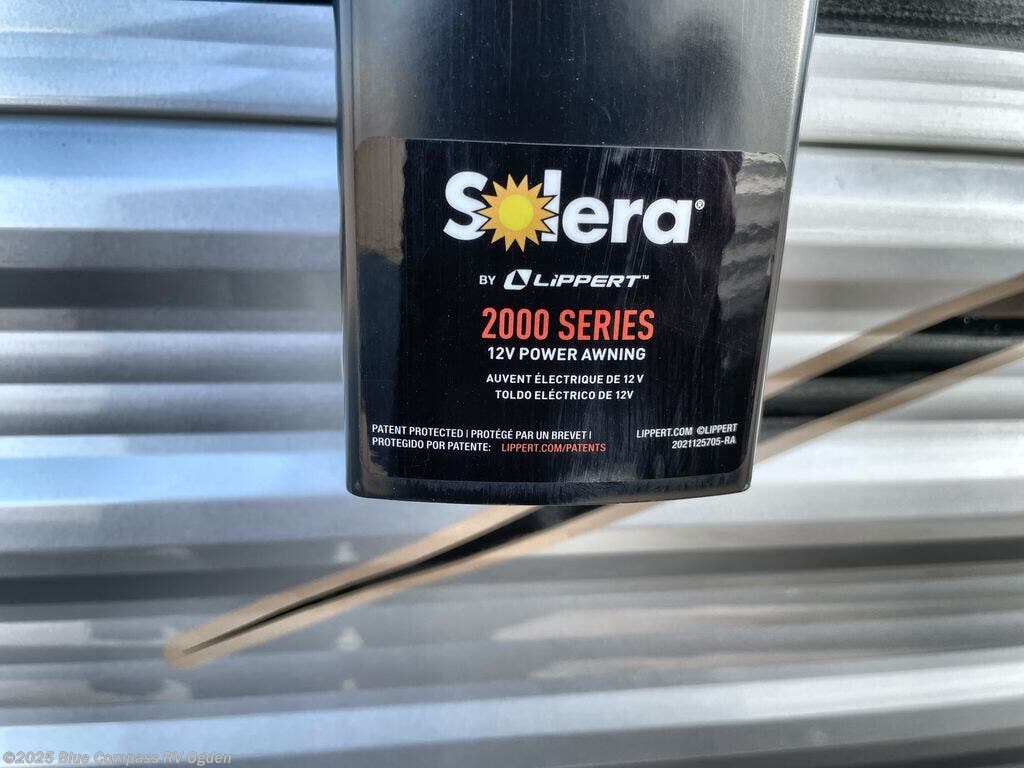 Solera®
BY LiPPERT™
2000 SERIES
12V POWER AWNING
AUVENT ÉLECTRIQUE DE 12 V
TOLDO ELÉCTRICO DE 12V
PATENT PROTECTED | PROTÉGÉ PAR UN BREVET |
PROTEGIDO POR PATENTE: LIPPERT.COM/PATENTS
LIPPERT.COM ©LIPPERT
2021125705-RA
©2025 Blue Compass RV Ogden